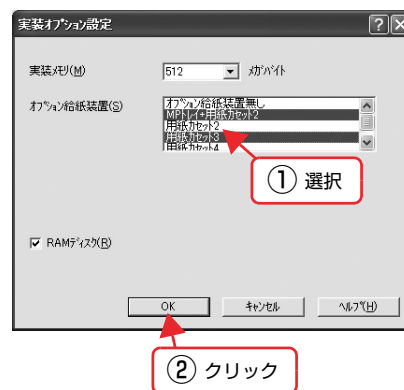 実装ｵﾌﾟｼｮﾝ設定
実装ﾒﾓﾘ(M) 512 ﾒｶﾞﾊﾞｲﾄ
ｵﾌﾟｼｮﾝ給紙装置(S) ｵﾌﾟｼｮﾝ給紙装置無し
MPﾄﾚｲ+用紙ｶｾｯﾄ2
用紙ｶｾｯﾄ2
用紙ｶｾｯﾄ3
用紙ｶｾｯﾄ4
① 選択
RAMﾃﾞｨｽｸ(R)
OK ｷｬﾝｾﾙ ﾍﾙﾌﾟ(H)
② クリック